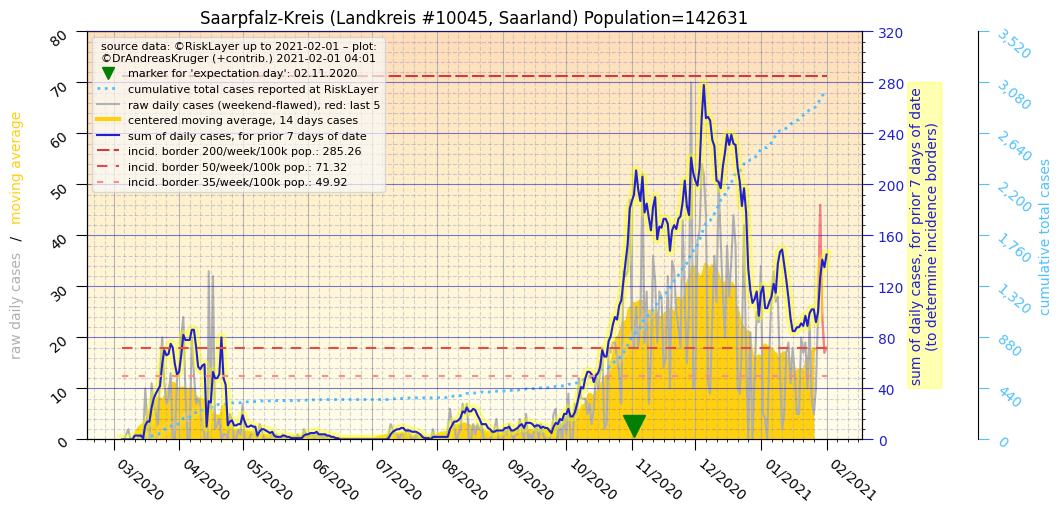 Saarpfalz-Kreis (Landkreis #10045, Saarland) Population=142631
source data: ©RiskLayer up to 2021-02-01 – plot:
©DrAndreasKruger (+contrib.) 2021-02-01 04:01
marker for 'expectation day': 02.11.2020
cumulative total cases reported at RiskLayer
raw daily cases (weekend-flawed), red: last 5
centered moving average, 14 days cases
sum of daily cases, for prior 7 days of date
incid. border 200/week/100k pop.: 285.26
incid. border 50/week/100k pop.: 71.32
incid. border 35/week/100k pop.: 49.92
raw daily cases / moving average
80
70
60
50
40
30
20
10
0
03/2020
04/2020
05/2020
06/2020
07/2020
08/2020
09/2020
10/2020
11/2020
12/2020
01/2021
02/2021
320
280
240
200
160
120
80
40
0
sum of daily cases, for prior 7 days of date
(to determine incidence borders)
3,520
3,080
2,640
2,200
1,760
1,320
880
440
0
cumulative total cases